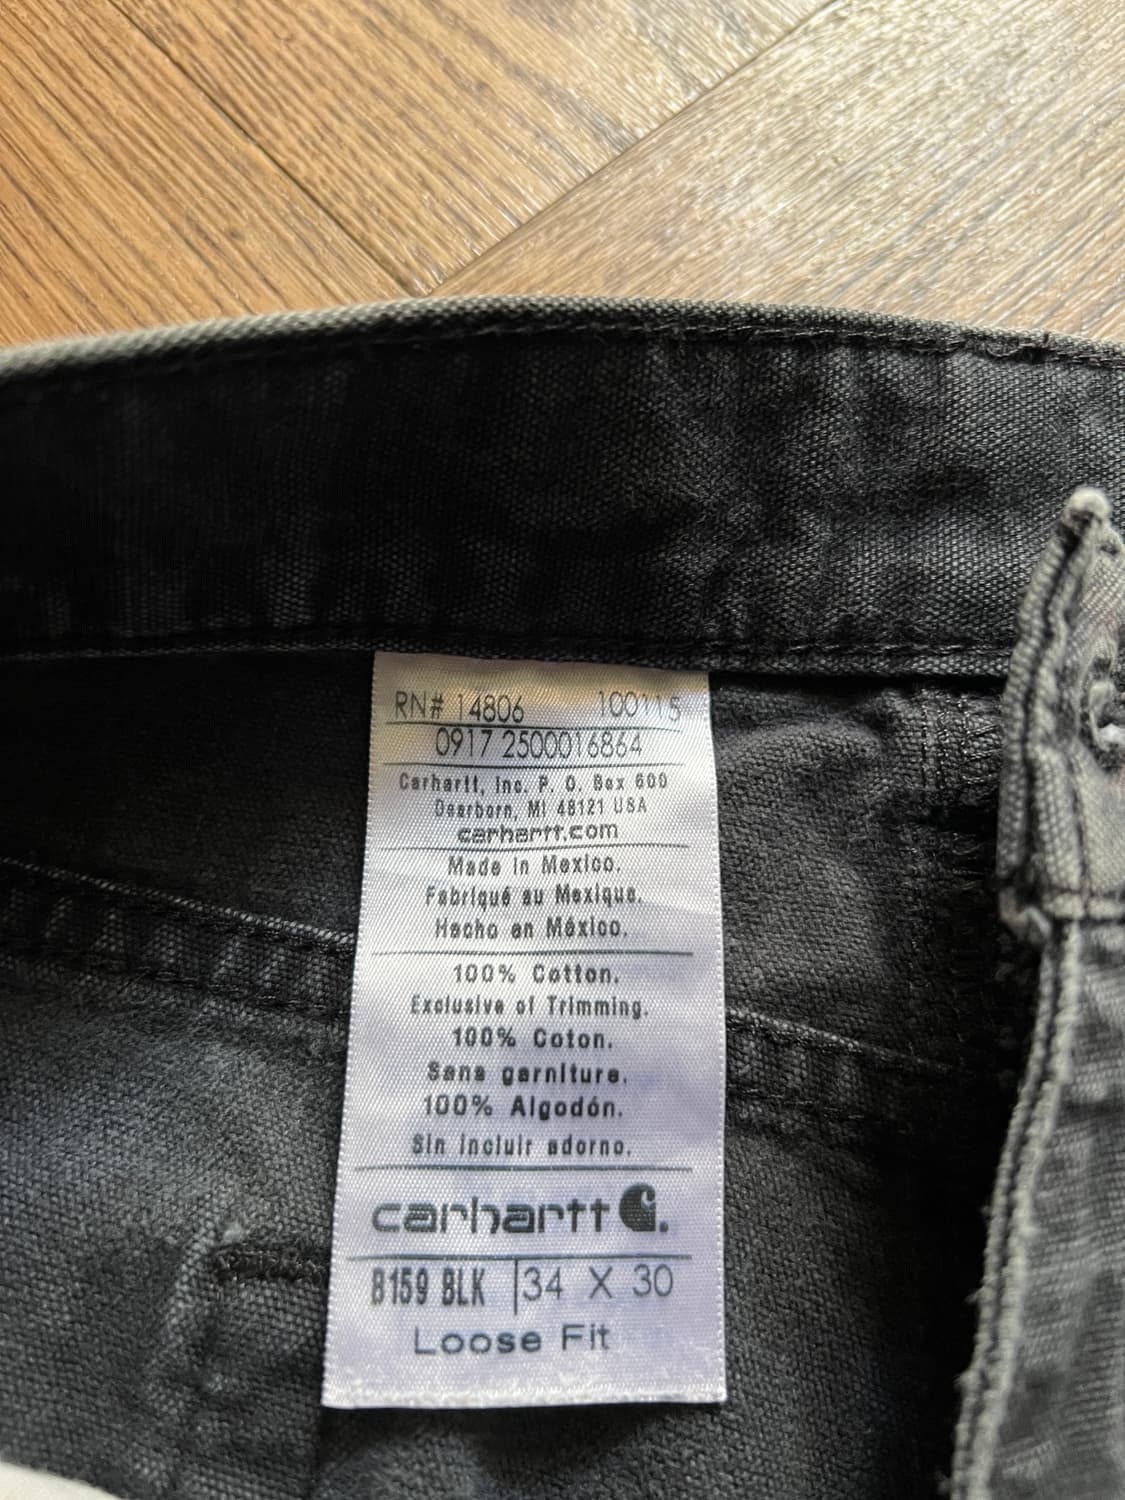 RN# 14806 100115
0917 2500016864
Carhartt, Inc. P. O. Box 600
Dearborn, MI 48121 USA
carhartt.com
Made in Mexico.
Fabriqué au Mexique.
Hecho en México.
100% Cotton.
Exclusive of Trimming.
100% Coton.
Sans garniture.
100% Algodón.
Sin incluir adorno.
carhartt
B159 BLK 34 X 30
Loose Fit